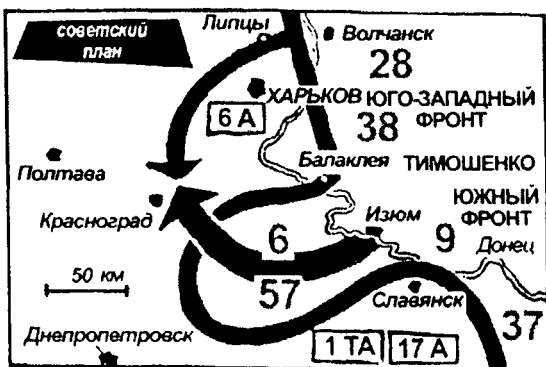 советский
план
Липцы
Волчанск
28
ХАРЬКОВ
ЮГО-ЗАПАДНЫЙ
ФРОНТ
6 А
38
Балаклея
ТИМОШЕНКО
Полтава
ЮЖНЫЙ
ФРОНТ
Красноград
Изюм
6
9
Донец
50 км
57
Славянск
37
Днепропетровск
1 ТА
17 А